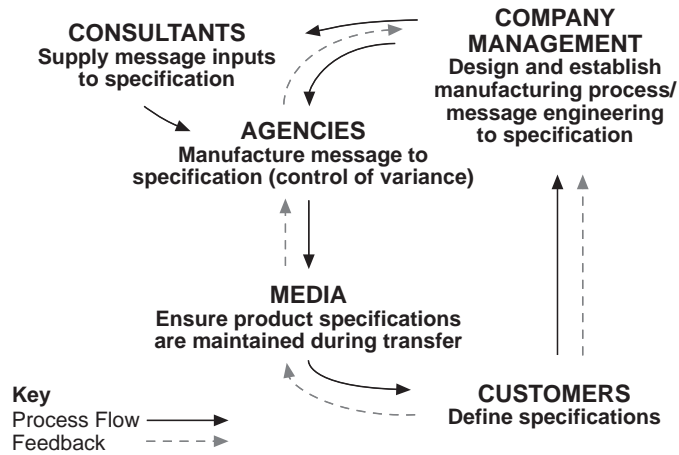 CONSULTANTS
Supply message inputs
to specification
COMPANY
MANAGEMENT
Design and establish
manufacturing process/
message engineering
to specification
AGENCIES
Manufacture message to
specification (control of variance)
MEDIA
Ensure product specifications
are maintained during transfer
CUSTOMERS
Define specifications
Key
Process Flow
Feedback